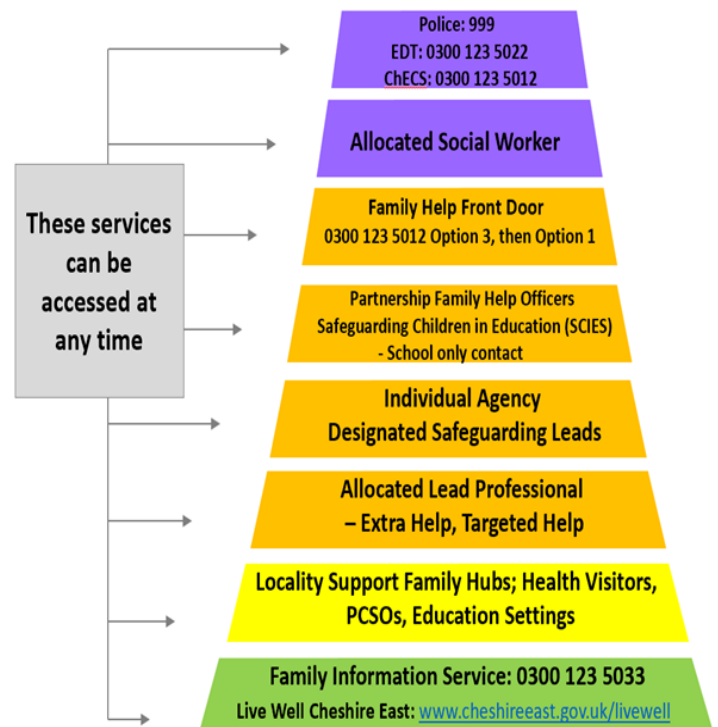 Police: 999
EDT: 0300 123 5022
ChECS: 0300 123 5012
Allocated Social Worker
These services
can be
accessed at
any time
Family Help Front Door
0300 123 5012 Option 3, then Option 1
Partnership Family Help Officers
Safeguarding Children in Education (SCIES)
- School only contact
Individual Agency
Designated Safeguarding Leads
Allocated Lead Professional
– Extra Help, Targeted Help
Locality Support Family Hubs; Health Visitors,
PCSOs, Education Settings
Family Information Service: 0300 123 5033
Live Well Cheshire East: www.cheshireeast.gov.uk/livewell